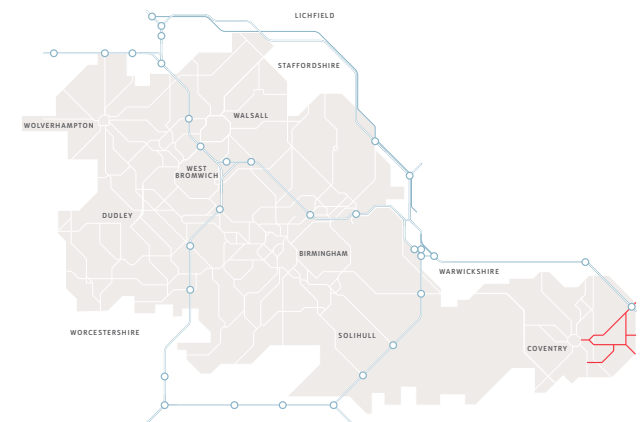 LICHFIELD
STAFFORDSHIRE
WALSALL
WOLVERHAMPTON
WEST
BROMWICH
DUDLEY
BIRMINGHAM
WARWICKSHIRE
WORCESTERSHIRE
SOLIHULL
COVENTRY